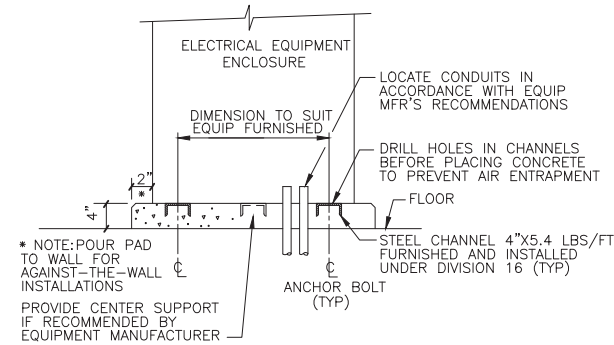 ELECTRICAL EQUIPMENT
ENCLOSURE
LOCATE CONDUITS IN
ACCORDANCE WITH EQUIP
MFR'S RECOMMENDATIONS
DIMENSION TO SUIT
EQUIP FURNISHED
DRILL HOLES IN CHANNELS
BEFORE PLACING CONCRETE
TO PREVENT AIR ENTRAPMENT
2"
*
4"
FLOOR
* NOTE: POUR PAD
TO WALL FOR
AGAINST-THE-WALL
INSTALLATIONS
STEEL CHANNEL 4"X5.4 LBS/FT
FURNISHED AND INSTALLED
UNDER DIVISION 16 (TYP)
℄
℄
ANCHOR BOLT
(TYP)
PROVIDE CENTER SUPPORT
IF RECOMMENDED BY
EQUIPMENT MANUFACTURER